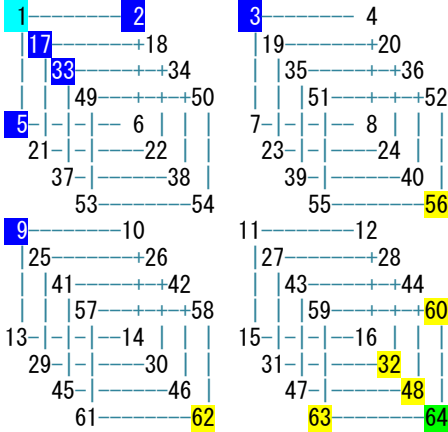 1--------- 2 3--------- 4
|17-------+18 |19-------+20
| |33-----+-+34 | |35-----+-+36
| | |49---+-+-+50 | | |51---+-+-+52
5-|-|-|-- 6 | | | 7-|-|-|-- 8 | | |
21-|-|-----22 | | 23-|-|-----24 | |
37-|-------38 | 39-|-------40 |
53---------54 55---------56
9---------10 11---------12
|25-------+26 |27-------+28
| |41-----+-+42 | |43-----+-+44
| | |57---+-+-+58 | | |59---+-+-+60
13-|-|-|--14 | | | 15-|-|-|--16 | | |
29-|-|-----30 | | 31-|-|-----32 | |
45-|-------46 | 47-|-------48 |
61---------62 63---------64